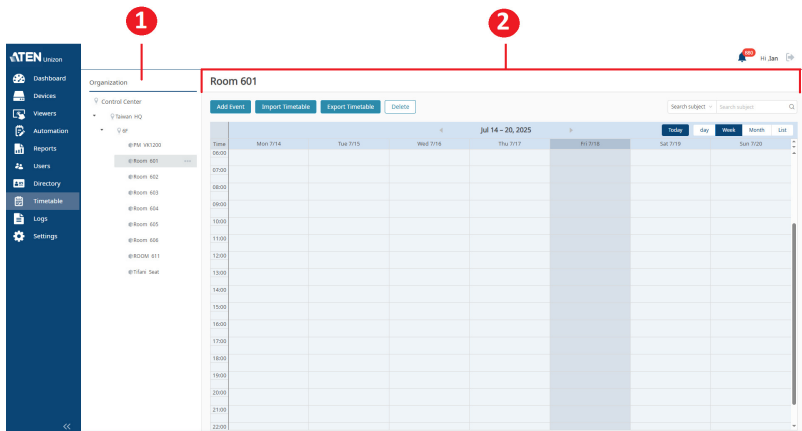 1
2
ATEN Unizon
880
Hi ,Jan
Dashboard
Devices
Viewers
Automation
Reports
Users
Directory
Timetable
Logs
Settings
Organization
Control Center
Taiwan HQ
8F
PM VK1200
Room 601
Room 602
Room 603
Room 604
Room 605
Room 606
ROOM 611
Tifani Seat
Room 601
Add Event Import Timetable Export Timetable Delete
Search subject Search subject
Jul 14 – 20, 2025
Today day Week Month List
Time Mon 7/14 Tue 7/15 Wed 7/16 Thu 7/17 Fri 7/18 Sat 7/19 Sun 7/20
06:00
07:00
08:00
09:00
10:00
11:00
12:00
13:00
14:00
15:00
16:00
17:00
18:00
19:00
20:00
21:00
22:00